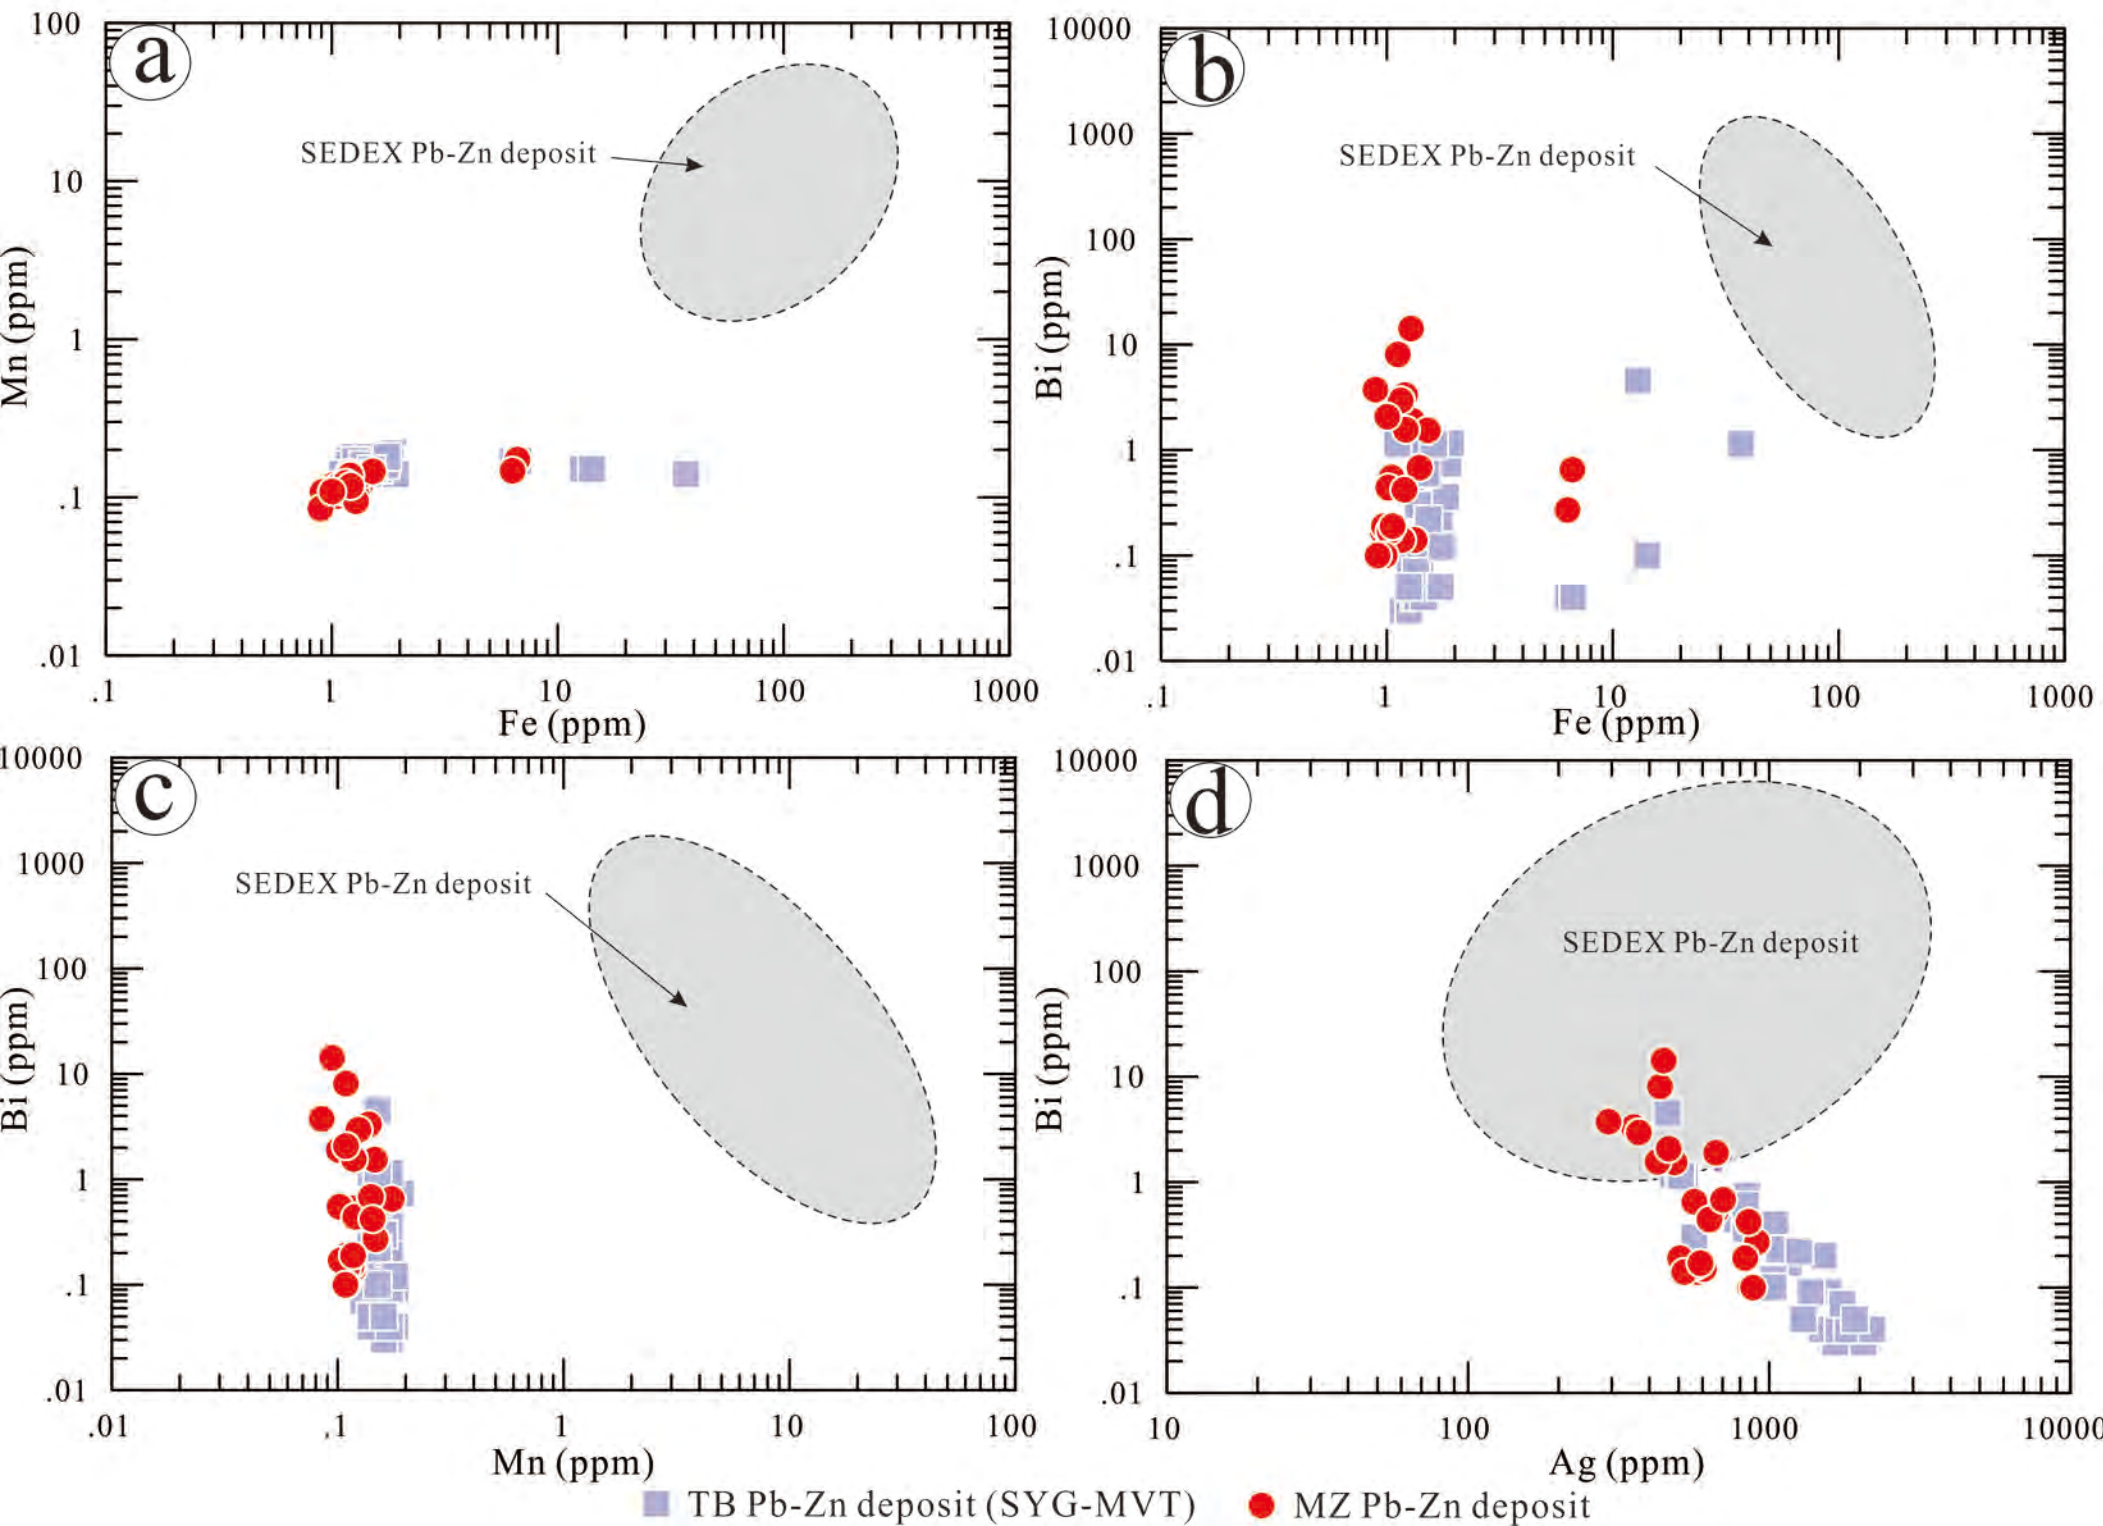 a
100
10
1
.1
.01
Mn (ppm)
SEDEX Pb-Zn deposit
.1
1
10
100
1000
Fe (ppm)
b
10000
1000
100
10
1
.1
.01
Bi (ppm)
SEDEX Pb-Zn deposit
.1
1
10
100
1000
Fe (ppm)
c
10000
1000
100
10
1
.1
.01
Bi (ppm)
SEDEX Pb-Zn deposit
.01
.1
1
10
100
Mn (ppm)
d
10000
1000
100
10
1
.1
.01
Bi (ppm)
SEDEX Pb-Zn deposit
10
100
1000
10000
Ag (ppm)
TB Pb-Zn deposit (SYG-MVT)
MZ Pb-Zn deposit